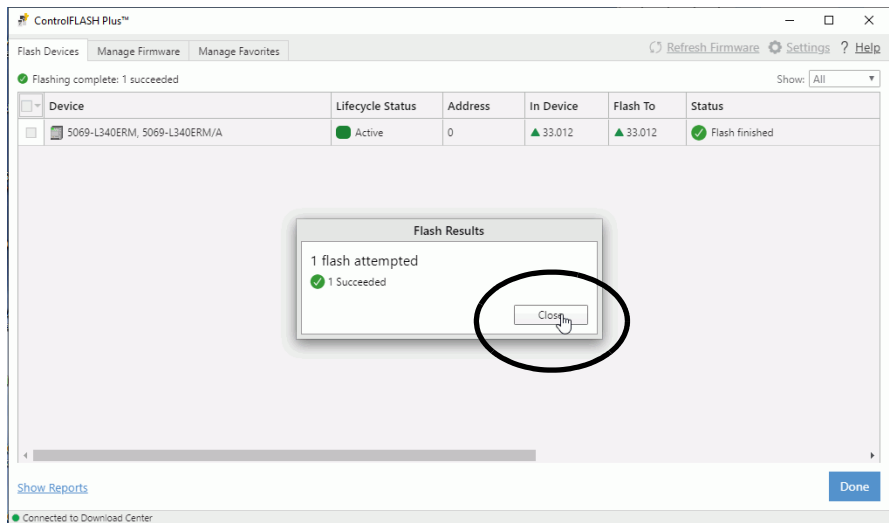 ControlFLASH Plus™
Flash Devices Manage Firmware Manage Favorites Refresh Firmware Settings ? Help
Flashing complete: 1 succeeded Show: All
Device Lifecycle Status Address In Device Flash To Status
5069-L340ERM, 5069-L340ERM/A Active 0 33.012 33.012 Flash finished
Flash Results
1 flash attempted
1 Succeeded
Close
Show Reports Done
Connected to Download Center